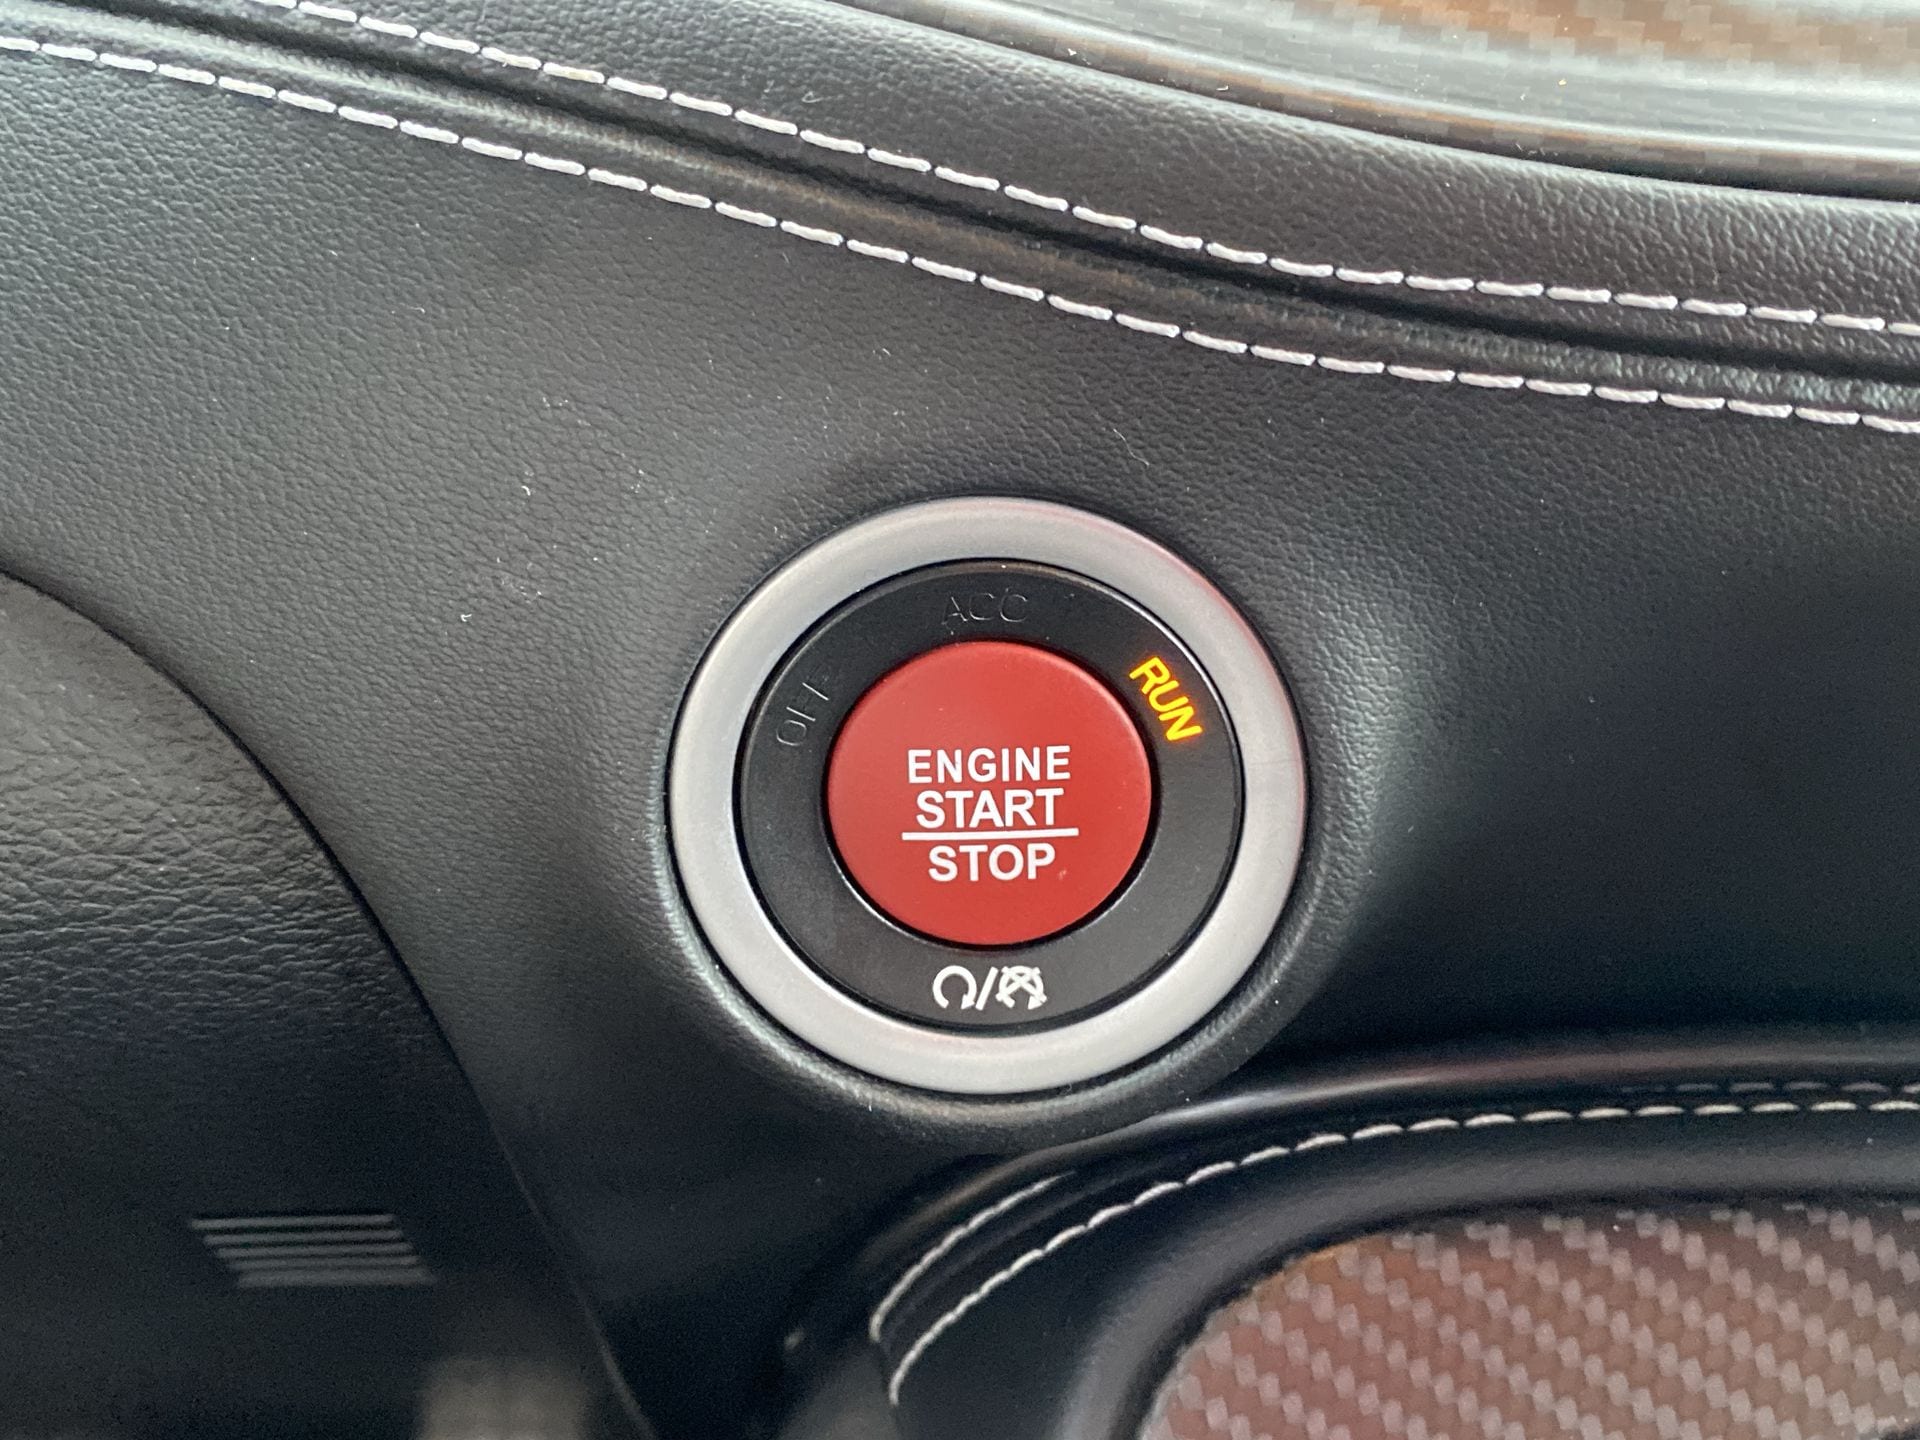 ACC
OFF
RUN
ENGINE
START
STOP